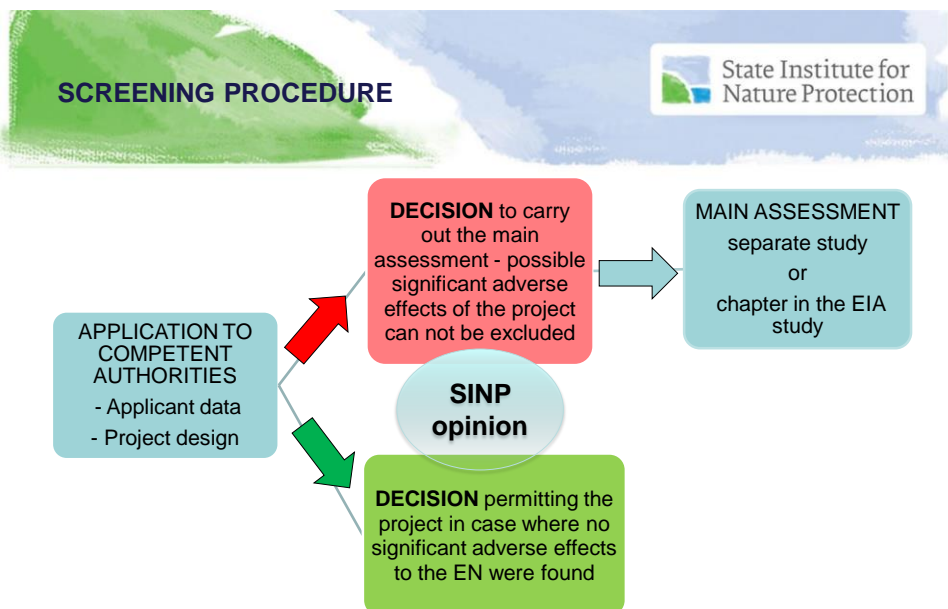 SCREENING PROCEDURE
State Institute for
Nature Protection
APPLICATION TO
COMPETENT
AUTHORITIES
- Applicant data
- Project design
DECISION to carry
out the main
assessment - possible
significant adverse
effects of the project
can not be excluded
MAIN ASSESSMENT
separate study
or
chapter in the EIA
study
SINP
opinion
DECISION permitting the
project in case where no
significant adverse effects
to the EN were found